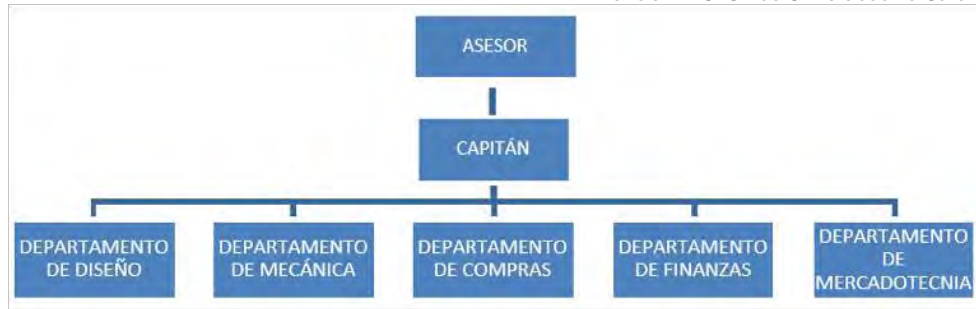 ASESOR
CAPITÁN
DEPARTAMENTO
DE DISEÑO
DEPARTAMENTO
DE MECÁNICA
DEPARTAMENTO
DE COMPRAS
DEPARTAMENTO
DE FINANZAS
DEPARTAMENTO
DE
MERCADOTECNIA